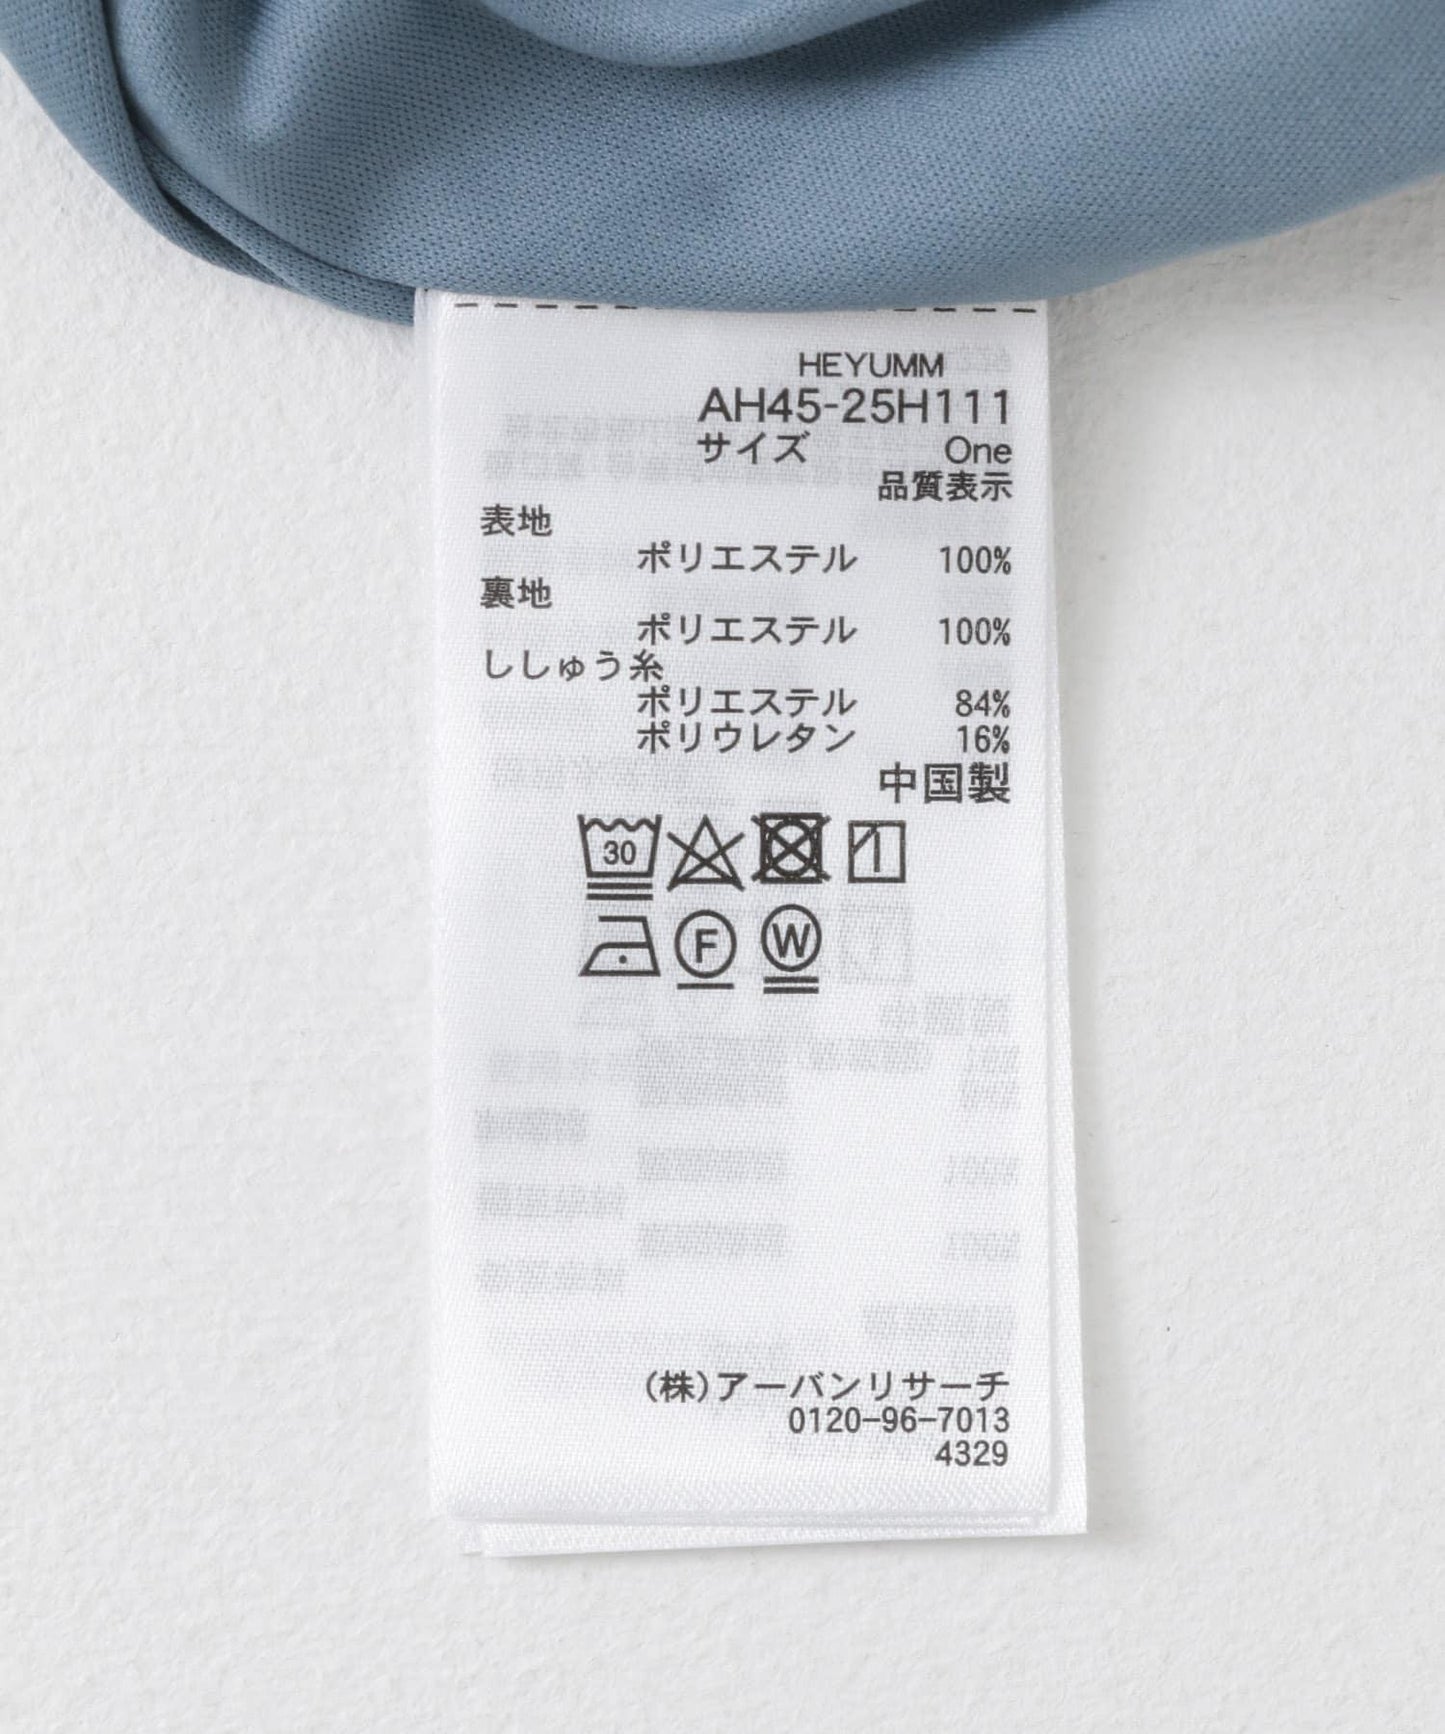 HEYUMM
AH45-25H111
サイズ One
品質表示
表地
ポリエステル 100%
裏地
ポリエステル 100%
ししゅう糸
ポリエステル 84%
ポリウレタン 16%
中国製
30
F W
(株)アーバンリサーチ
0120-96-7013
4329